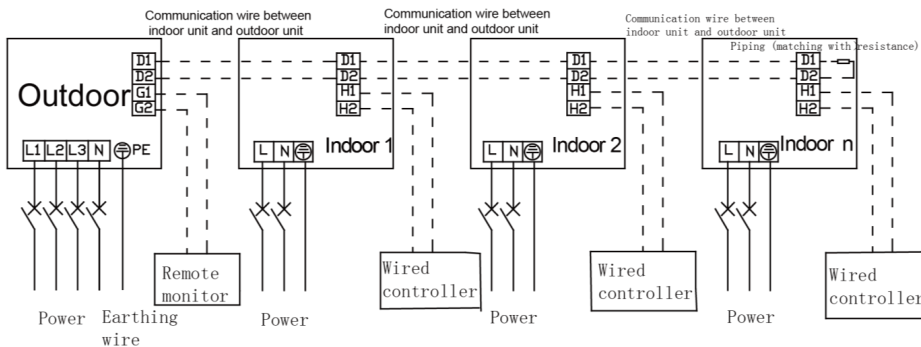 Communication wire between
indoor unit and outdoor unit
Communication wire between
indoor unit and outdoor unit
Communication wire between
indoor unit and outdoor unit
Piping (matching with resistance)
Outdoor
D1
D2
G1
G2
L1 L2 L3 N PE
D1
D2
H1
H2
Indoor 1
L N
D1
D2
H1
H2
Indoor 2
L N
D1
D2
H1
H2
Indoor n
L N
Remote
monitor
Wired
controller
Wired
controller
Wired
controller
Power
Earthing
wire
Power
Power
Power